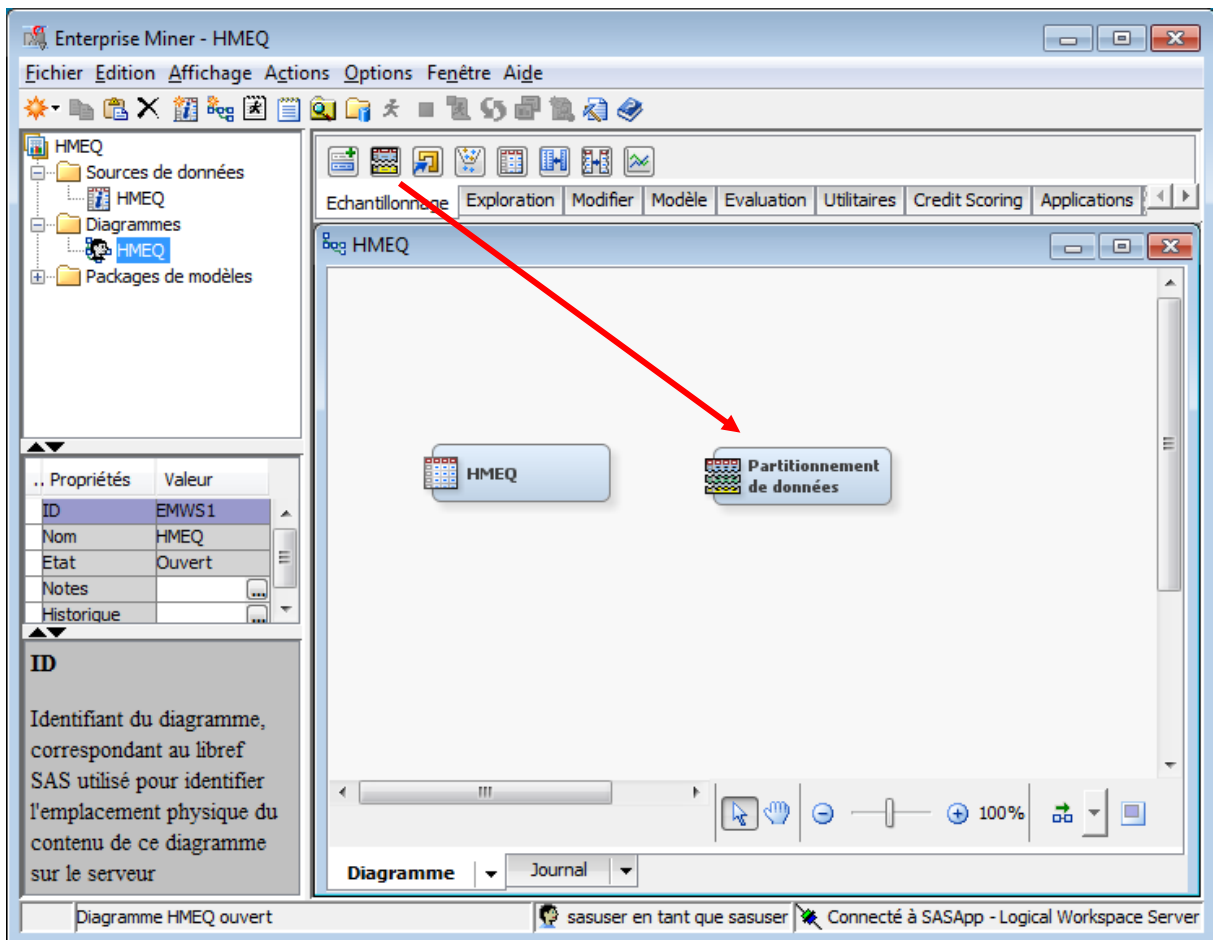 Enterprise Miner - HMEQ
Fichier Edition Affichage Actions Options Fenêtre Aide
HMEQ
Sources de données
HMEQ
Diagrammes
HMEQ
Packages de modèles
Echantillonnage Exploration Modifier Modèle Evaluation Utilitaires Credit Scoring Applications
HMEQ
HMEQ
Partitionnement
de données
.. Propriétés Valeur
ID EMWS1
Nom HMEQ
Etat Ouvert
Notes ...
Historique ...
ID
Identifiant du diagramme,
correspondant au libref
SAS utilisé pour identifier
l'emplacement physique du
contenu de ce diagramme
sur le serveur
100%
Diagramme Journal
Diagramme HMEQ ouvert sasuser en tant que sasuser Connecté à SASApp - Logical Workspace Server